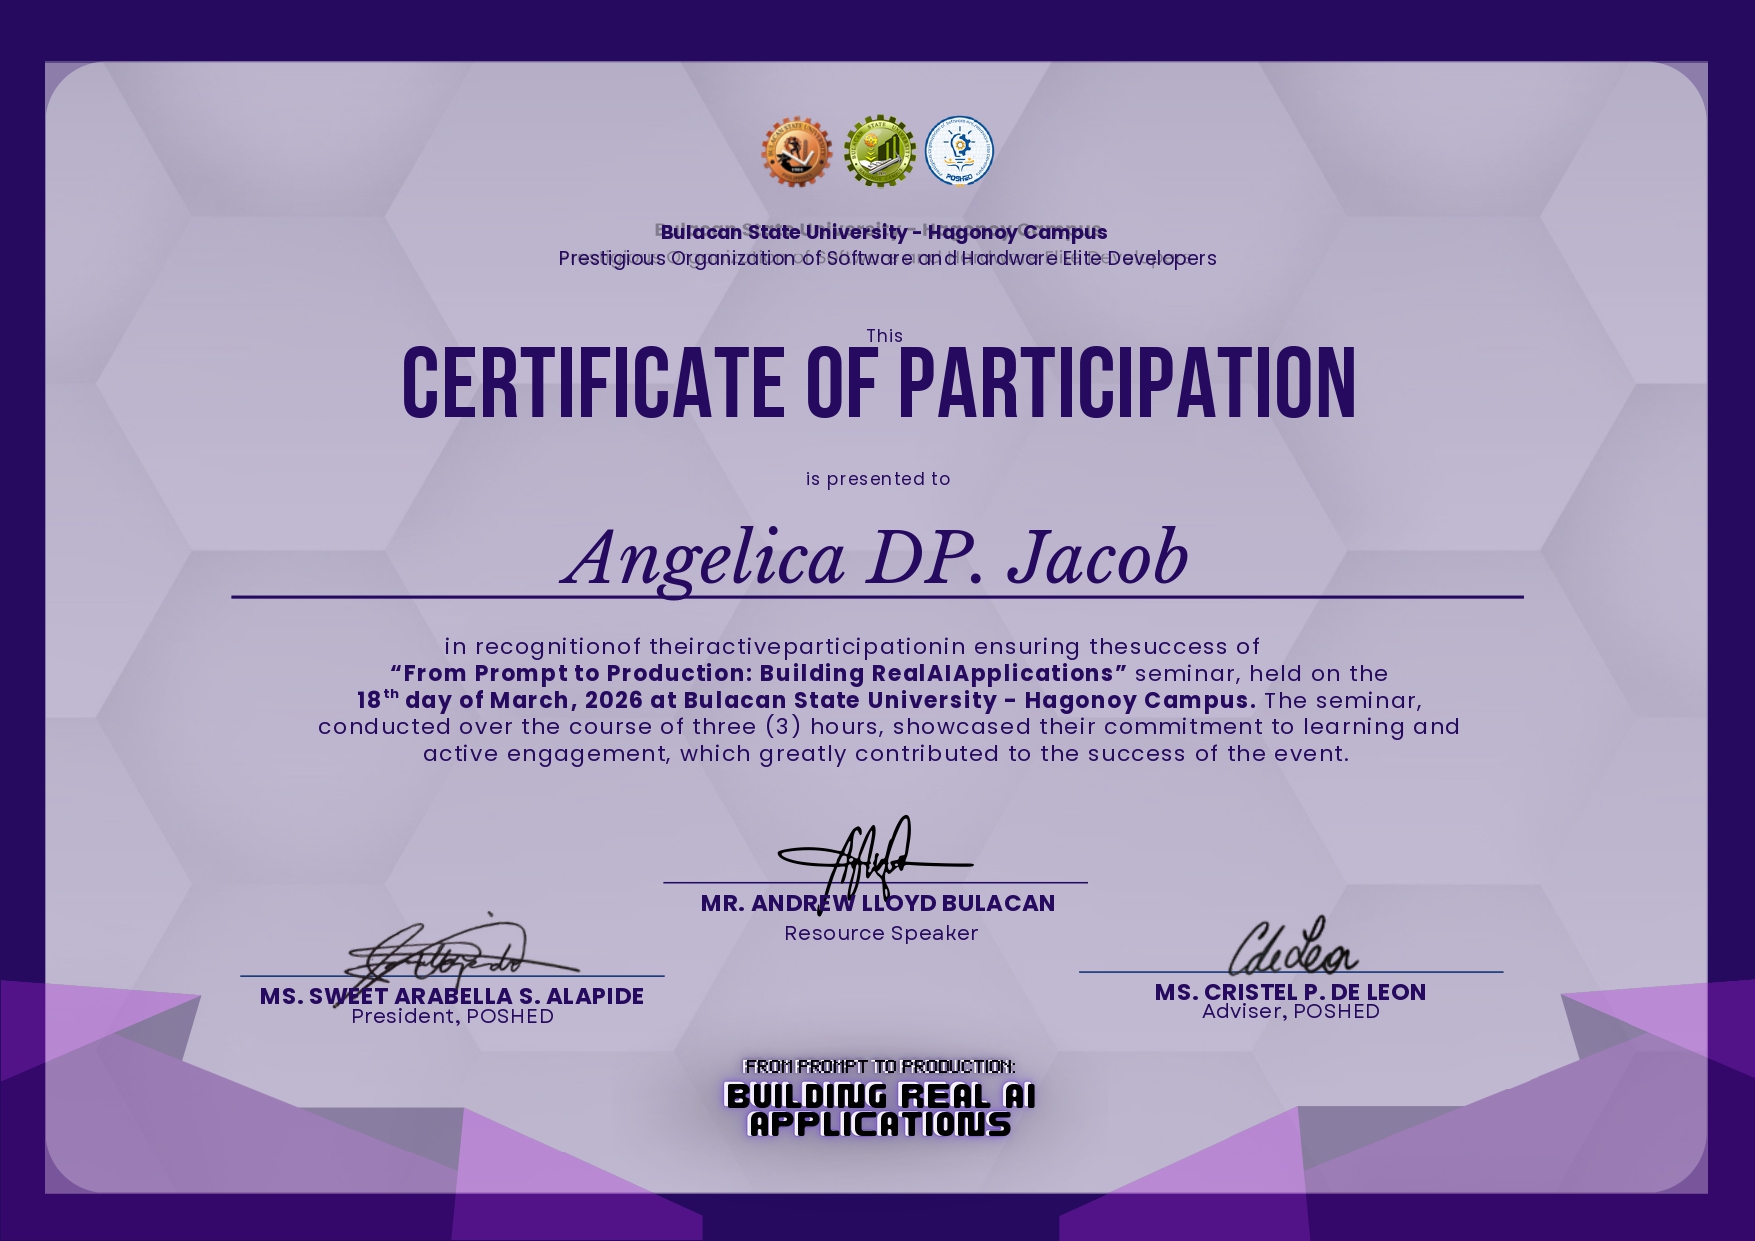 Bulacan State University - Hagonoy Campus
Prestigious Organization of Software and Hardware Elite Developers
This
CERTIFICATE OF PARTICIPATION
is presented to
Angelica DP. Jacob
in recognitionof theiractiveparticipationin ensuring thesuccess of
“From Prompt to Production: Building RealAIApplications” seminar, held on the
18th day of March, 2026 at Bulacan State University - Hagonoy Campus. The seminar,
conducted over the course of three (3) hours, showcased their commitment to learning and
active engagement, which greatly contributed to the success of the event.
MR. ANDREW LLOYD BULACAN
Resource Speaker
MS. SWEET ARABELLA S. ALAPIDE
President, POSHED
MS. CRISTEL P. DE LEON
Adviser, POSHED
FROM PROMPT TO PRODUCTION:
BUILDING REAL AI
APPLICATIONS